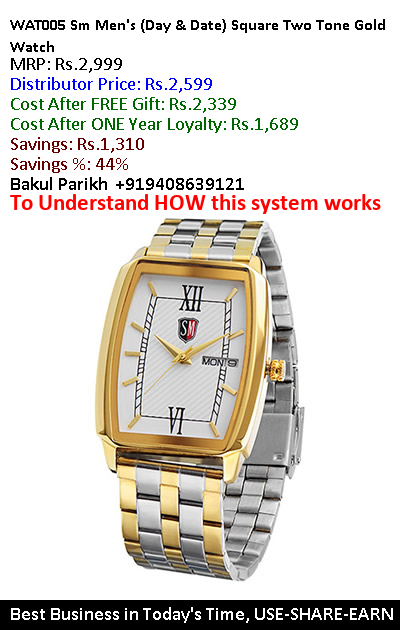 WAT005 Sm Men's (Day & Date) Square Two Tone Gold
Watch
MRP: Rs.2,999
Distributor Price: Rs.2,599
Cost After FREE Gift: Rs.2,339
Cost After ONE Year Loyalty: Rs.1,689
Savings: Rs.1,310
Savings %: 44%
Bakul Parikh +919408639121
To Understand HOW this system works
XII
SM
MON 9
VI
Best Business in Today's Time, USE-SHARE-EARN